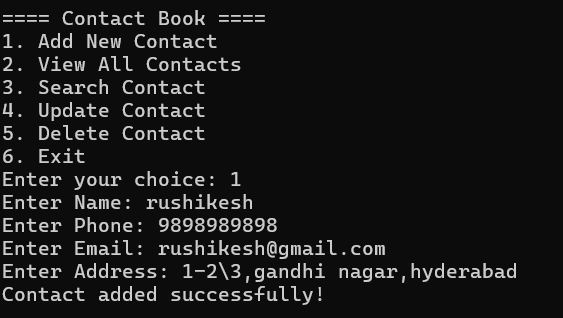 ==== Contact Book ====
1. Add New Contact
2. View All Contacts
3. Search Contact
4. Update Contact
5. Delete Contact
6. Exit
Enter your choice: 1
Enter Name: rushikesh
Enter Phone: 9898989898
Enter Email: rushikesh@gmail.com
Enter Address: 1-2\3,gandhi nagar,hyderabad
Contact added successfully!